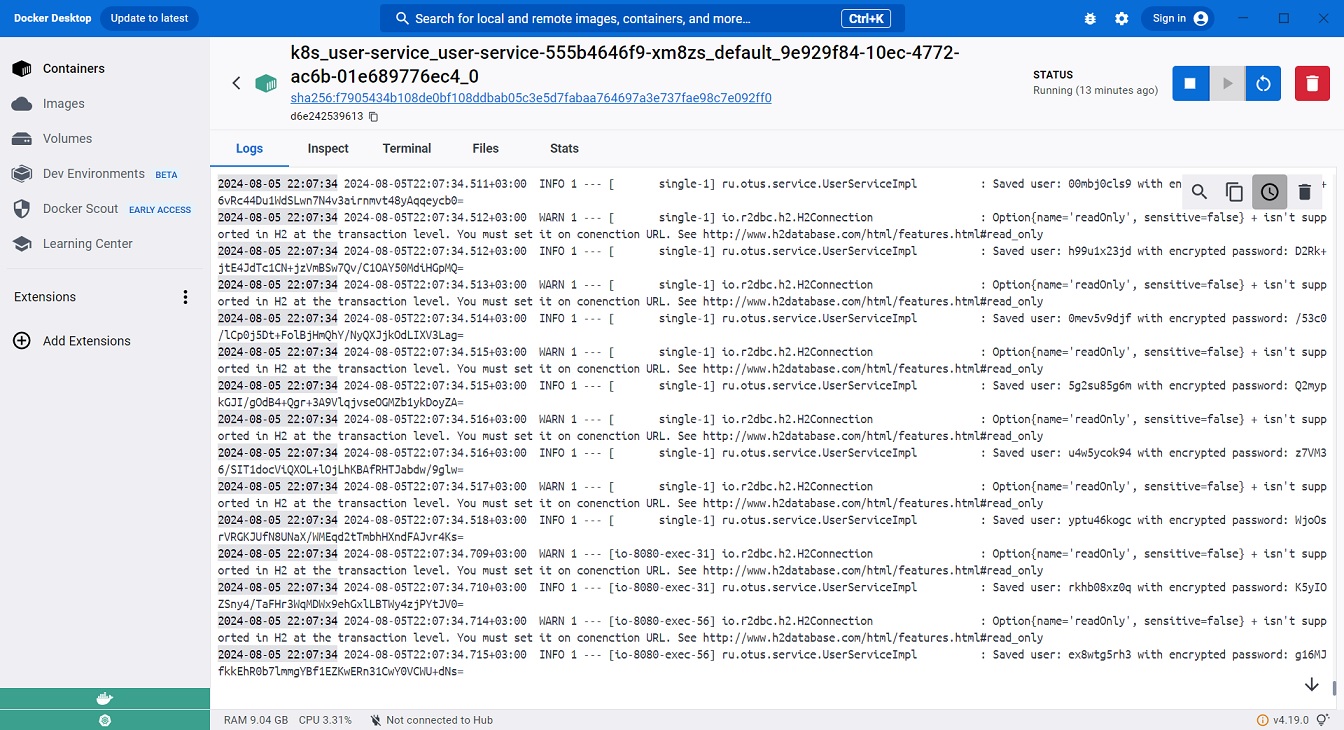 Docker Desktop
Update to latest
Search for local and remote images, containers, and more...
Ctrl+K
Sign in
Containers
Images
Volumes
Dev Environments BETA
Docker Scout EARLY ACCESS
Learning Center
Extensions
Add Extensions
k8s_user-service_user-service-555b4646f9-xm8zs_default_9e929f84-10ec-4772-
ac6b-01e689776ec4_0
sha256:f7905434b108de0bf108ddbab05c3e5d7fabaa764697a3e737fae98c7e092ff0
d6e242539613
STATUS
Running (13 minutes ago)
Logs
Inspect
Terminal
Files
Stats
2024-08-05 22:07:34 2024-08-05T22:07:34.511+03:00 INFO 1 --- [ single-1] ru.otus.service.UserServiceImpl : Saved user: 00mbj0cls9 with en +
6vRc44Du1WdSLwn7N4v3airnmvt48yAqqeycb0=
2024-08-05 22:07:34 2024-08-05T22:07:34.512+03:00 WARN 1 --- [ single-1] io.r2dbc.h2.H2Connection : Option{name='readOnly', sensitive=false} + isn't supp
orted in H2 at the transaction level. You must set it on conenction URL. See http://www.h2database.com/html/features.html#read_only
2024-08-05 22:07:34 2024-08-05T22:07:34.512+03:00 INFO 1 --- [ single-1] ru.otus.service.UserServiceImpl : Saved user: h99u1x23jd with encrypted password: D2Rk+
jtE4JdTc1CN+jzVmBSw7Qv/C1OAY50MdiHGpMQ=
2024-08-05 22:07:34 2024-08-05T22:07:34.513+03:00 WARN 1 --- [ single-1] io.r2dbc.h2.H2Connection : Option{name='readOnly', sensitive=false} + isn't supp
orted in H2 at the transaction level. You must set it on conenction URL. See http://www.h2database.com/html/features.html#read_only
2024-08-05 22:07:34 2024-08-05T22:07:34.514+03:00 INFO 1 --- [ single-1] ru.otus.service.UserServiceImpl : Saved user: 0mev5v9djf with encrypted password: /53c0
/lCp0j5Dt+FolBjHmQhY/NyQXJjkOdLIXV3Lag=
2024-08-05 22:07:34 2024-08-05T22:07:34.515+03:00 WARN 1 --- [ single-1] io.r2dbc.h2.H2Connection : Option{name='readOnly', sensitive=false} + isn't supp
orted in H2 at the transaction level. You must set it on conenction URL. See http://www.h2database.com/html/features.html#read_only
2024-08-05 22:07:34 2024-08-05T22:07:34.515+03:00 INFO 1 --- [ single-1] ru.otus.service.UserServiceImpl : Saved user: 5g2su85g6m with encrypted password: Q2myp
kGJI/gOdB4+Qgr+3A9VlqjvseOGMZb1ykDoyZA=
2024-08-05 22:07:34 2024-08-05T22:07:34.516+03:00 WARN 1 --- [ single-1] io.r2dbc.h2.H2Connection : Option{name='readOnly', sensitive=false} + isn't supp
orted in H2 at the transaction level. You must set it on conenction URL. See http://www.h2database.com/html/features.html#read_only
2024-08-05 22:07:34 2024-08-05T22:07:34.516+03:00 INFO 1 --- [ single-1] ru.otus.service.UserServiceImpl : Saved user: u4w5ycok94 with encrypted password: z7VM3
6/SIT1docViQXOL+lOjLhKBAfRHTJabdw/9glw=
2024-08-05 22:07:34 2024-08-05T22:07:34.517+03:00 WARN 1 --- [ single-1] io.r2dbc.h2.H2Connection : Option{name='readOnly', sensitive=false} + isn't supp
orted in H2 at the transaction level. You must set it on conenction URL. See http://www.h2database.com/html/features.html#read_only
2024-08-05 22:07:34 2024-08-05T22:07:34.518+03:00 INFO 1 --- [ single-1] ru.otus.service.UserServiceImpl : Saved user: yptu46kogc with encrypted password: WjoOs
rVRGKJUfN8UNaX/WMEqd2tTmbhHXndFAJvr4Ks=
2024-08-05 22:07:34 2024-08-05T22:07:34.709+03:00 WARN 1 --- [io-8080-exec-31] io.r2dbc.h2.H2Connection : Option{name='readOnly', sensitive=false} + isn't supp
orted in H2 at the transaction level. You must set it on conenction URL. See http://www.h2database.com/html/features.html#read_only
2024-08-05 22:07:34 2024-08-05T22:07:34.710+03:00 INFO 1 --- [io-8080-exec-31] ru.otus.service.UserServiceImpl : Saved user: rkhb08xz0q with encrypted password: K5yIO
ZSny4/TaFHr3WqMDWx9ehGxlLBTWy4zjPYtJV0=
2024-08-05 22:07:34 2024-08-05T22:07:34.714+03:00 WARN 1 --- [io-8080-exec-56] io.r2dbc.h2.H2Connection : Option{name='readOnly', sensitive=false} + isn't supp
orted in H2 at the transaction level. You must set it on conenction URL. See http://www.h2database.com/html/features.html#read_only
2024-08-05 22:07:34 2024-08-05T22:07:34.715+03:00 INFO 1 --- [io-8080-exec-56] ru.otus.service.UserServiceImpl : Saved user: ex8wtg5rh3 with encrypted password: g16MJ
fkkEhR0b7lmmgYBf1EZKwERn31CwY0VCWU+dNs=
RAM 9.04 GB CPU 3.31% Not connected to Hub
v4.19.0